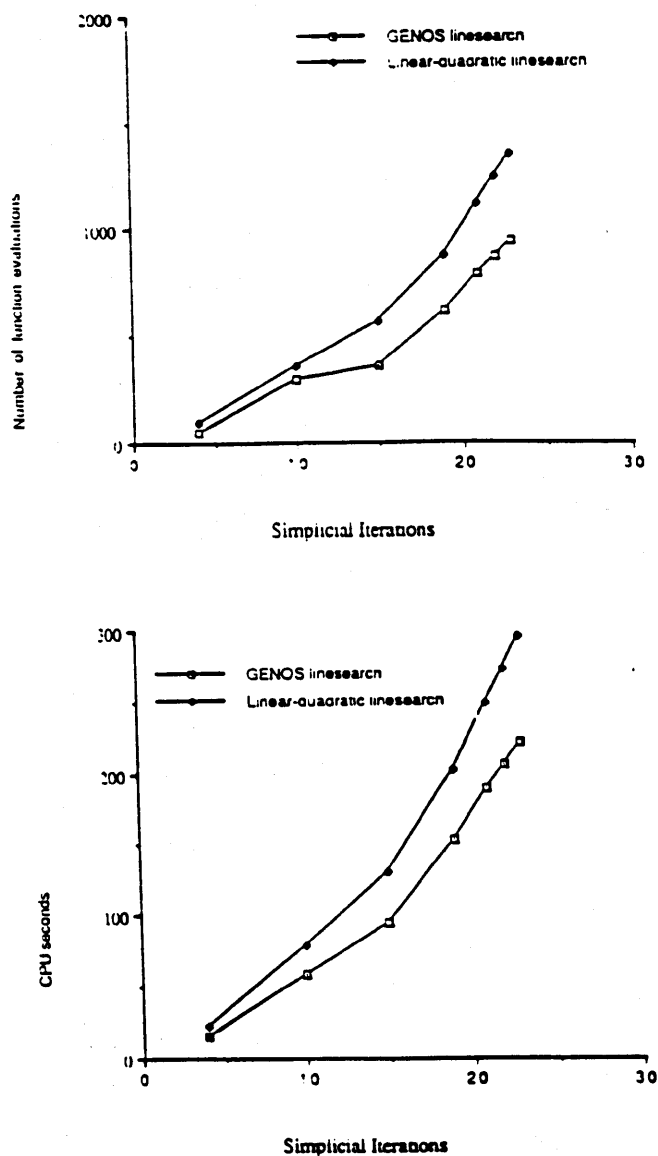 2000
GENOS linesearch
Linear-quadratic linesearch
1000
Number of function evaluations
0
0 10 20 30
Simplicial Iterations
300
GENOS linesearch
Linear-quadratic linesearch
200
100
CPU seconds
0
0 10 20 30
Simplicial Iterations